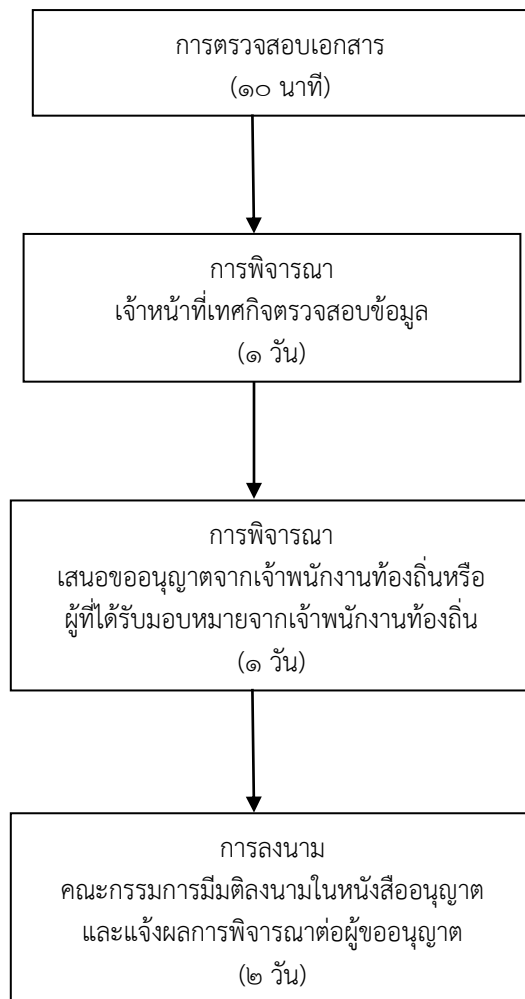 การตรวจสอบเอกสาร
(๑๐ นาที)
การพิจารณา
เจ้าหน้าที่เทศกิจตรวจสอบข้อมูล
(๑ วัน)
การพิจารณา
เสนอขออนุญาตจากเจ้าพนักงานท้องถิ่นหรือ
ผู้ที่ได้รับมอบหมายจากเจ้าพนักงานท้องถิ่น
(๑ วัน)
การลงนาม
คณะกรรมการมีมติลงนามในหนังสืออนุญาต
และแจ้งผลการพิจารณาต่อผู้ขออนุญาต
(๒ วัน)